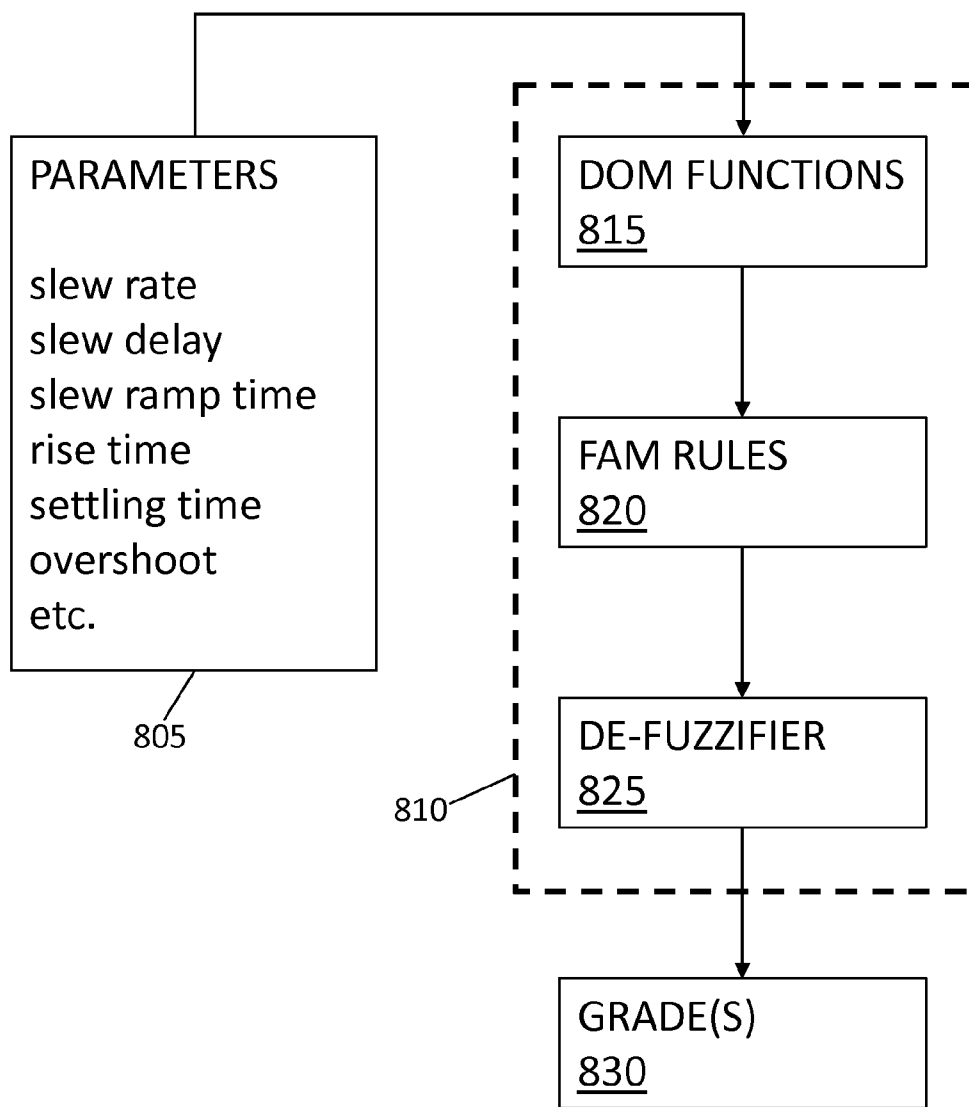 PARAMETERS
slew rate
slew delay
slew ramp time
rise time
settling time
overshoot
etc.
805
DOM FUNCTIONS
815
FAM RULES
820
DE-FUZZIFIER
825
810
GRADE(S)
830